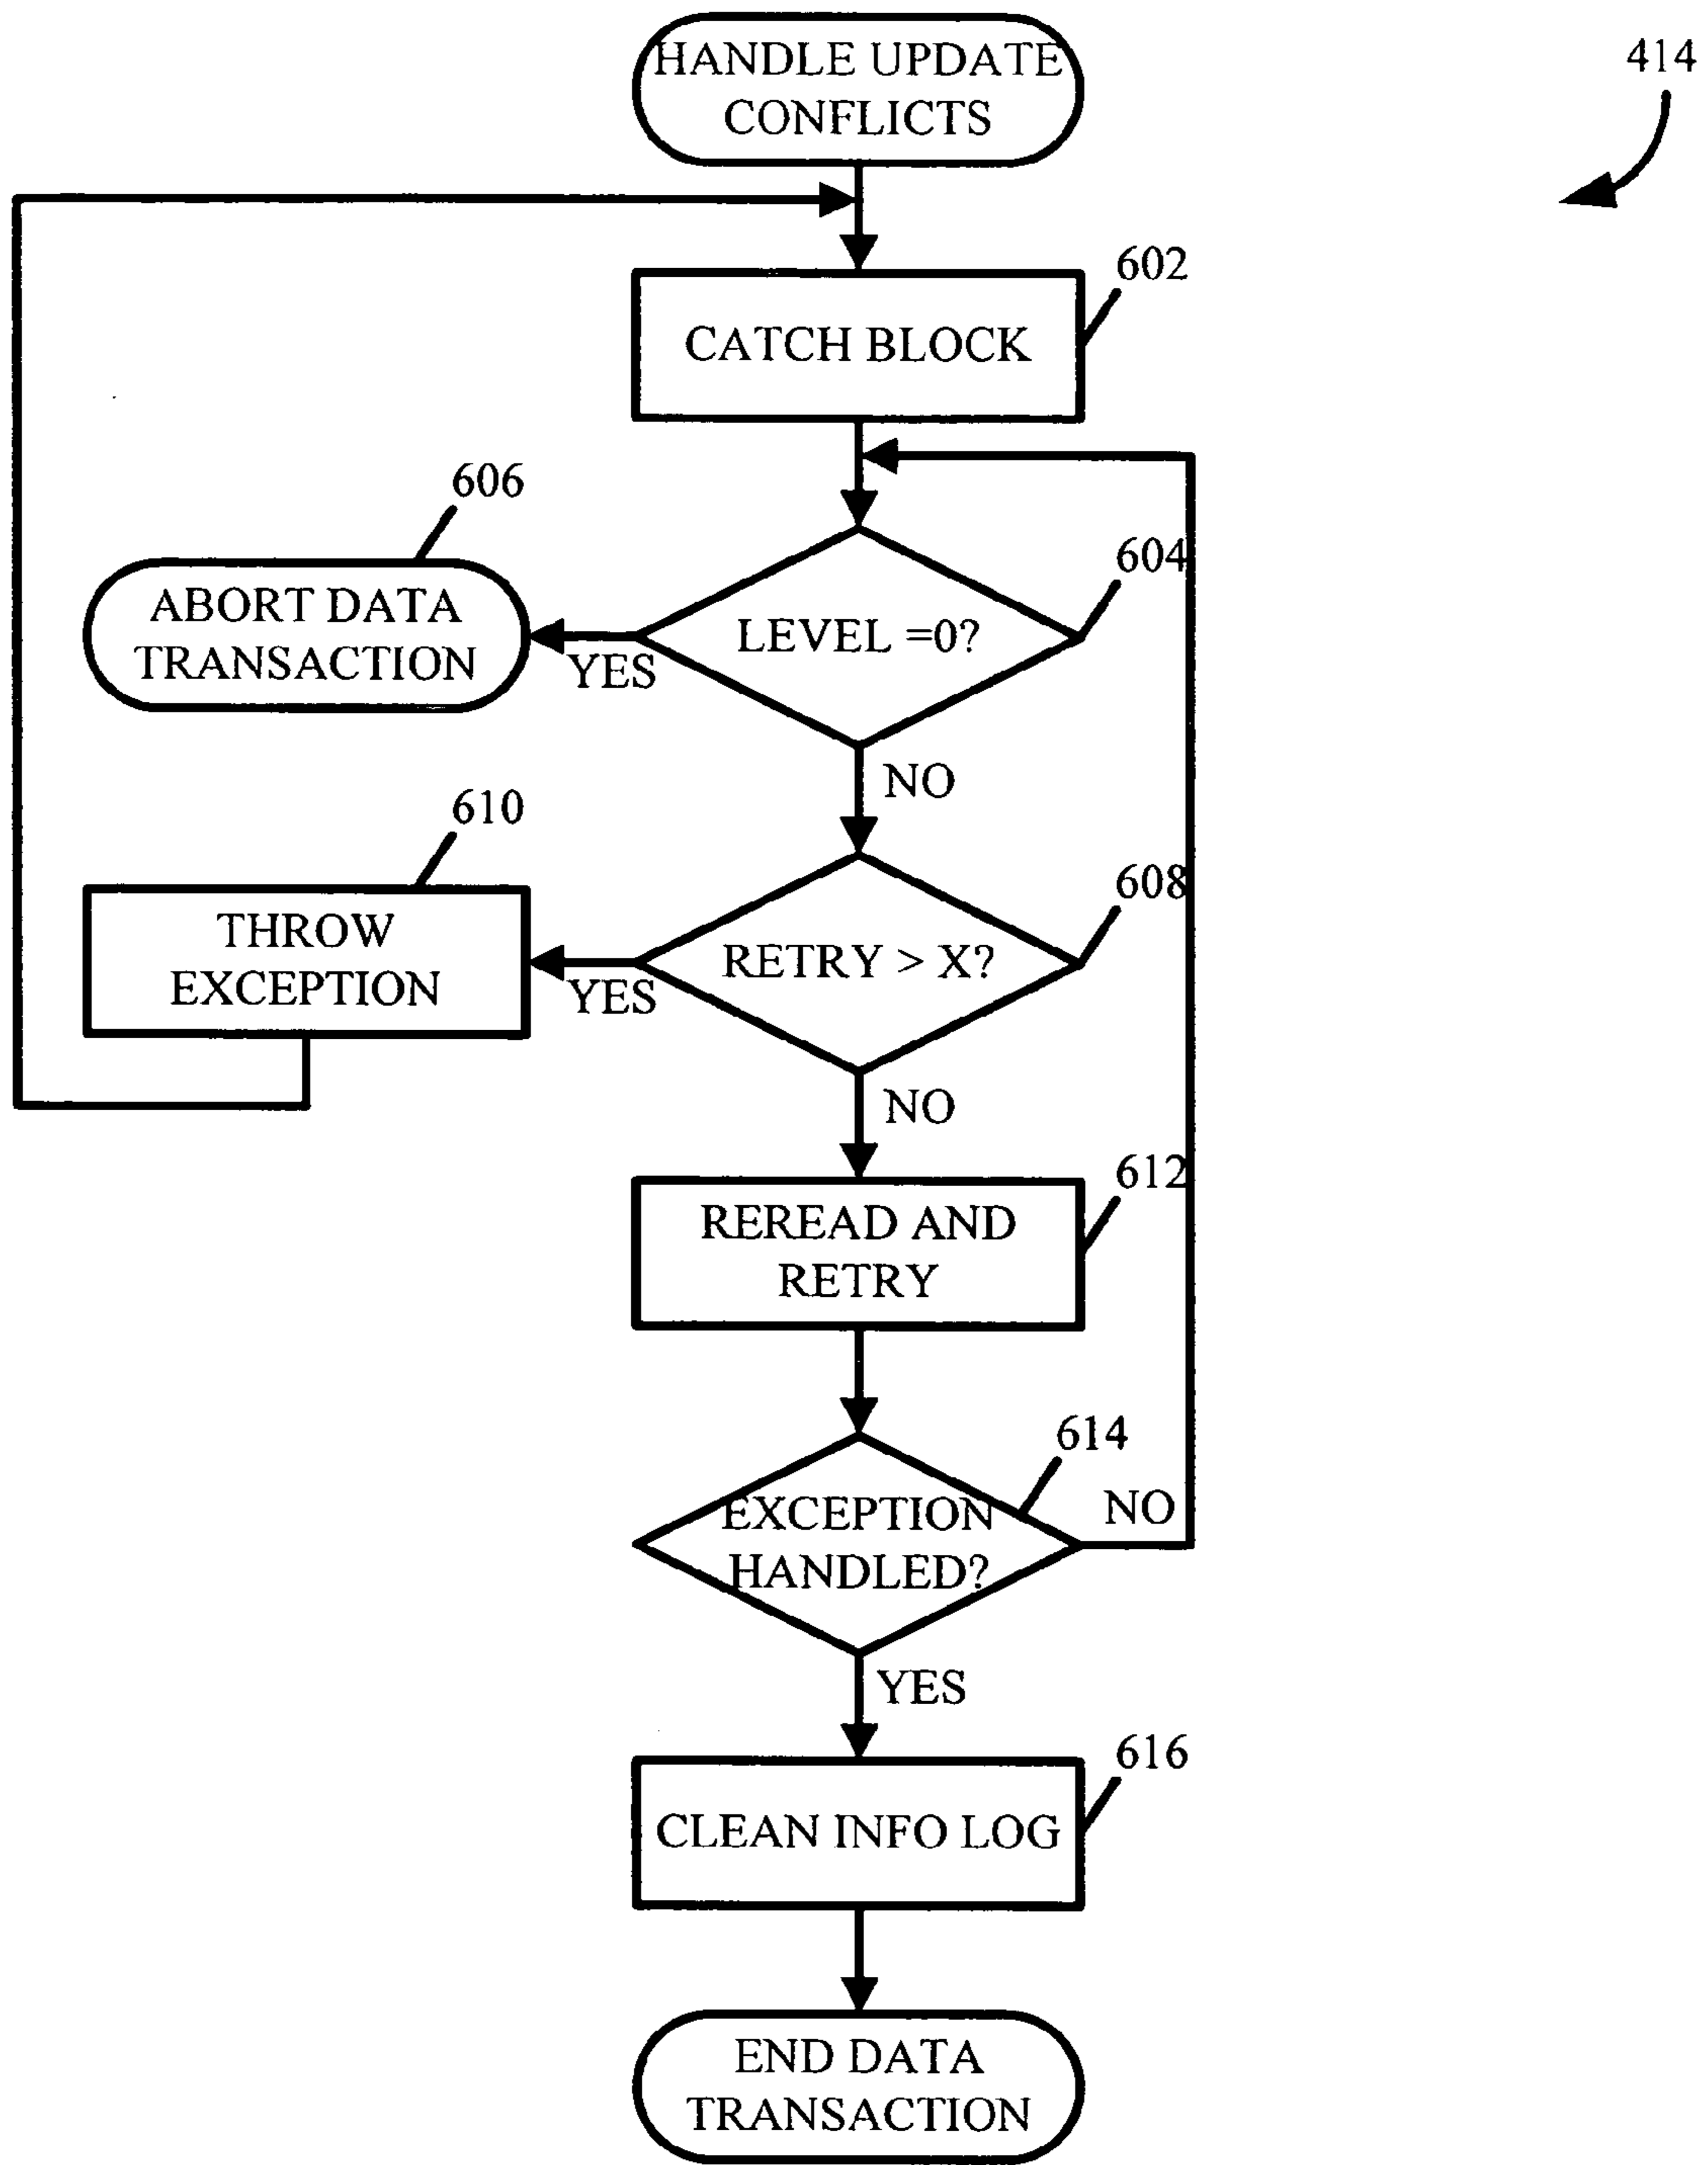 HANDLE UPDATE
CONFLICTS
414
602
CATCH BLOCK
606
604
ABORT DATA
TRANSACTION
LEVEL =0?
YES
NO
610
608
THROW
EXCEPTION
RETRY > X?
YES
NO
612
REREAD AND
RETRY
614
EXCEPTION
HANDLED?
NO
YES
616
CLEAN INFO LOG
END DATA
TRANSACTION